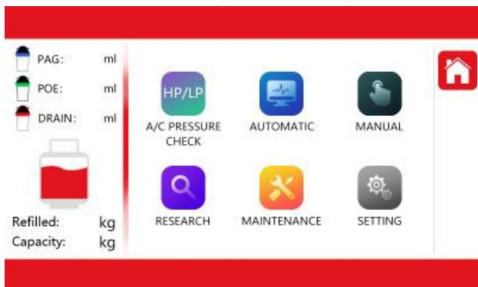 PAG: ml
POE: ml
DRAIN: ml
Refilled: kg
Capacity: kg
HP/LP
A/C PRESSURE
CHECK
AUTOMATIC
MANUAL
RESEARCH
MAINTENANCE
SETTING